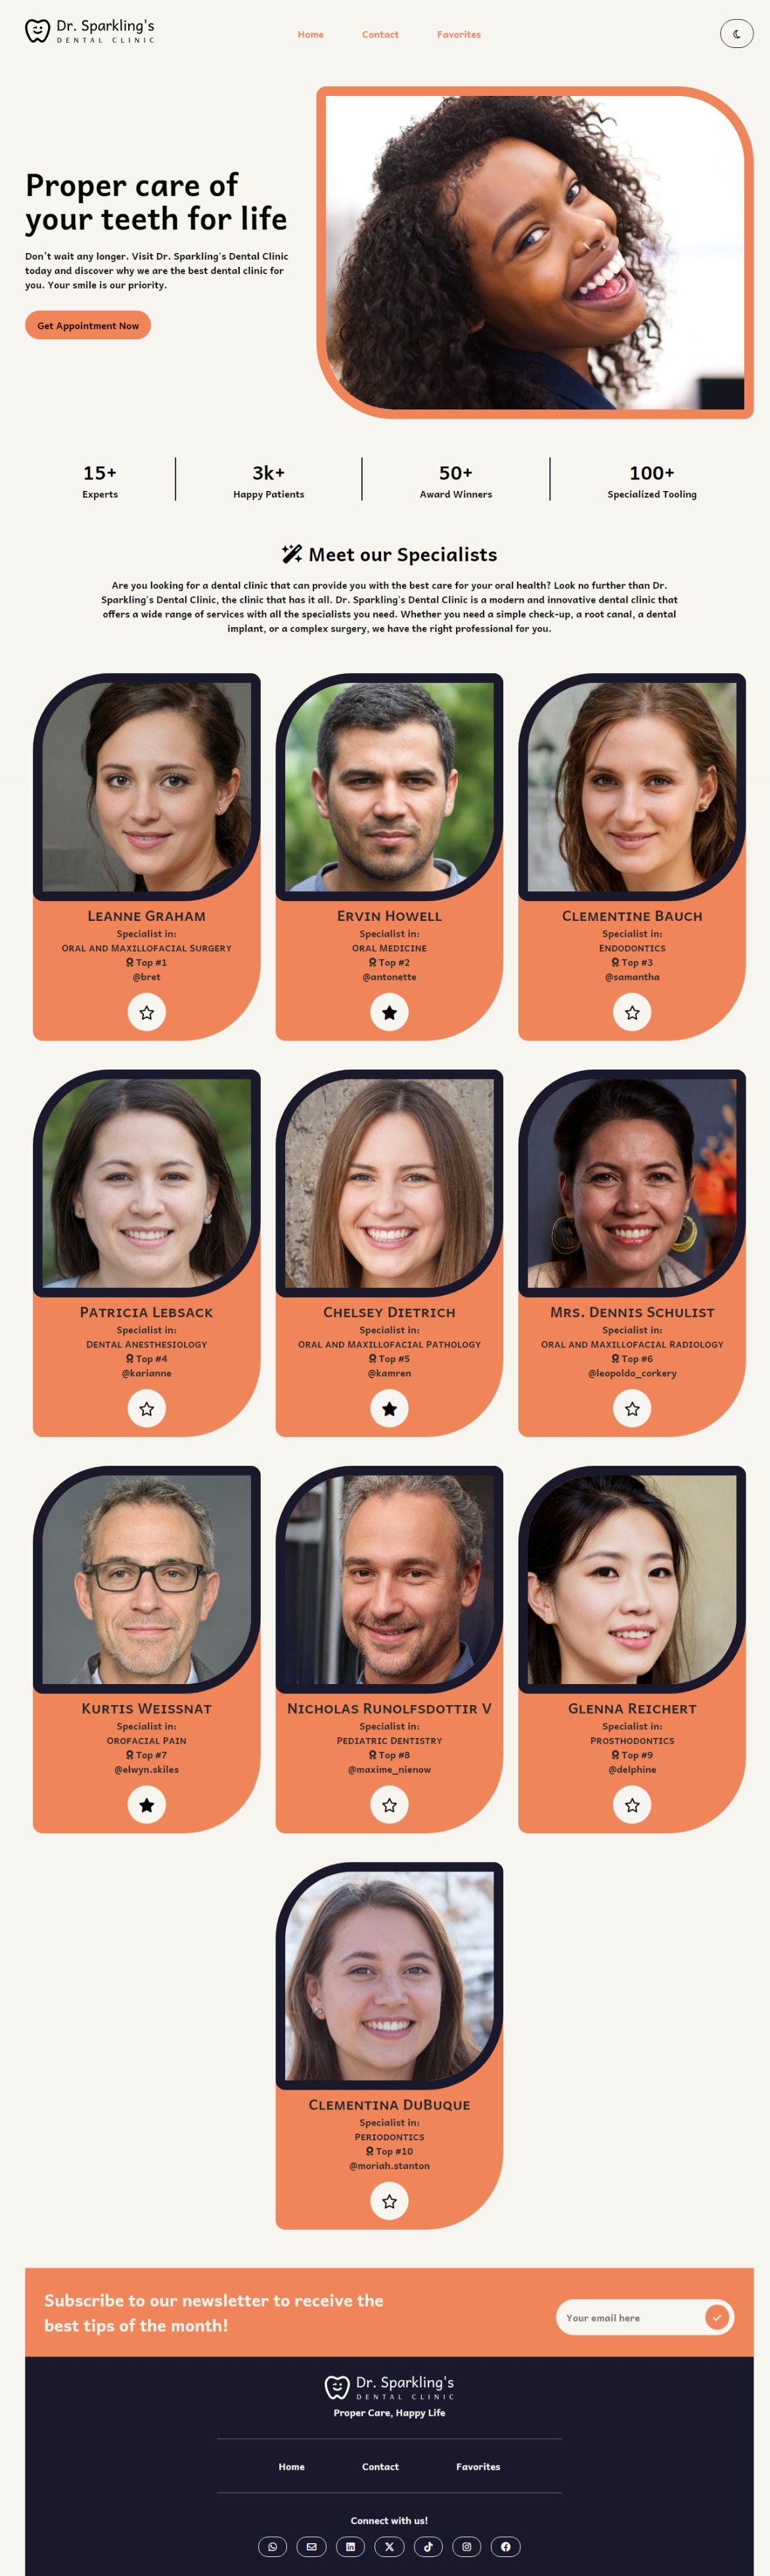 Dr. Sparkling's
DENTAL CLINIC
Home
Contact
Favorites
Proper care of
your teeth for life
Don't wait any longer. Visit Dr. Sparkling's Dental Clinic
today and discover why we are the best dental clinic for
you. Your smile is our priority.
Get Appointment Now
15+
Experts
3k+
Happy Patients
50+
Award Winners
100+
Specialized Tooling
Meet our Specialists
Are you looking for a dental clinic that can provide you with the best care for your oral health? Look no further than Dr.
Sparkling's Dental Clinic, the clinic that has it all. Dr. Sparkling's Dental Clinic is a modern and innovative dental clinic that
offers a wide range of services with all the specialists you need. Whether you need a simple check-up, a root canal, a dental
implant, or a complex surgery, we have the right professional for you.
Leanne Graham
Specialist in:
Oral and Maxillofacial Surgery
Top #1
@bret
Ervin Howell
Specialist in:
Oral Medicine
Top #2
@antonette
Clementine Bauch
Specialist in:
Endodontics
Top #3
@samantha
Patricia Lebsack
Specialist in:
Dental Anesthesiology
Top #4
@karianne
Chelsey Dietrich
Specialist in:
Oral and Maxillofacial Pathology
Top #5
@kamren
Mrs. Dennis Schulist
Specialist in:
Oral and Maxillofacial Radiology
Top #6
@leopoldo_corkery
Kurtis Weissnat
Specialist in:
Orofacial Pain
Top #7
@elwyn.skiles
Nicholas Runolfsdottir V
Specialist in:
Pediatric Dentistry
Top #8
@maxime_nienow
Glenna Reichert
Specialist in:
Prosthodontics
Top #9
@delphine
Clementina DuBuque
Specialist in:
Periodontics
Top #10
@moriah.stanton
Subscribe to our newsletter to receive the
best tips of the month!
Your email here
Dr. Sparkling's
DENTAL CLINIC
Proper Care, Happy Life
Home
Contact
Favorites
Connect with us!